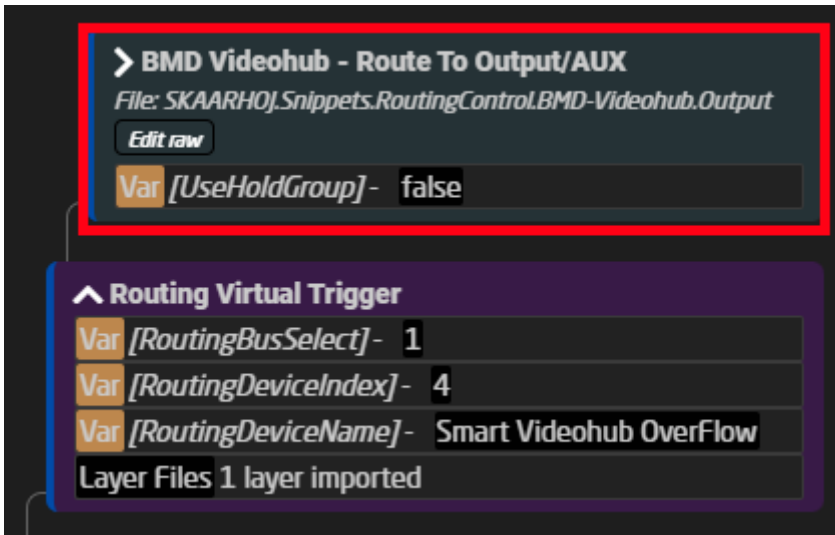 BMD Videohub - Route To Output/AUX
File: SKAARHOJ.Snippets.RoutingControl.BMD-Videohub.Output
Edit raw
Var [UseHoldGroup] - false
Routing Virtual Trigger
Var [RoutingBusSelect] - 1
Var [RoutingDeviceIndex] - 4
Var [RoutingDeviceName] - Smart Videohub OverFlow
Layer Files 1 layer imported